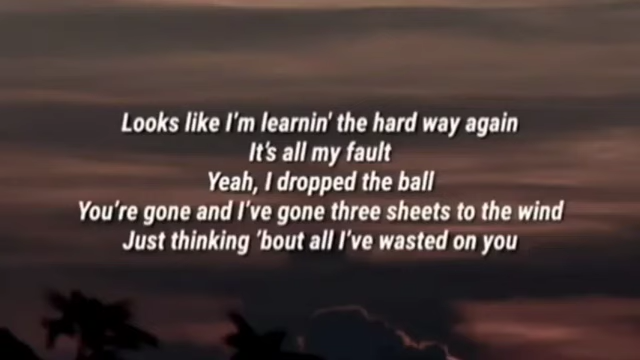 Looks like I'm learnin' the hard way again
It's all my fault
Yeah, I dropped the ball
You're gone and I've gone three sheets to the wind
Just thinking 'bout all I've wasted on you